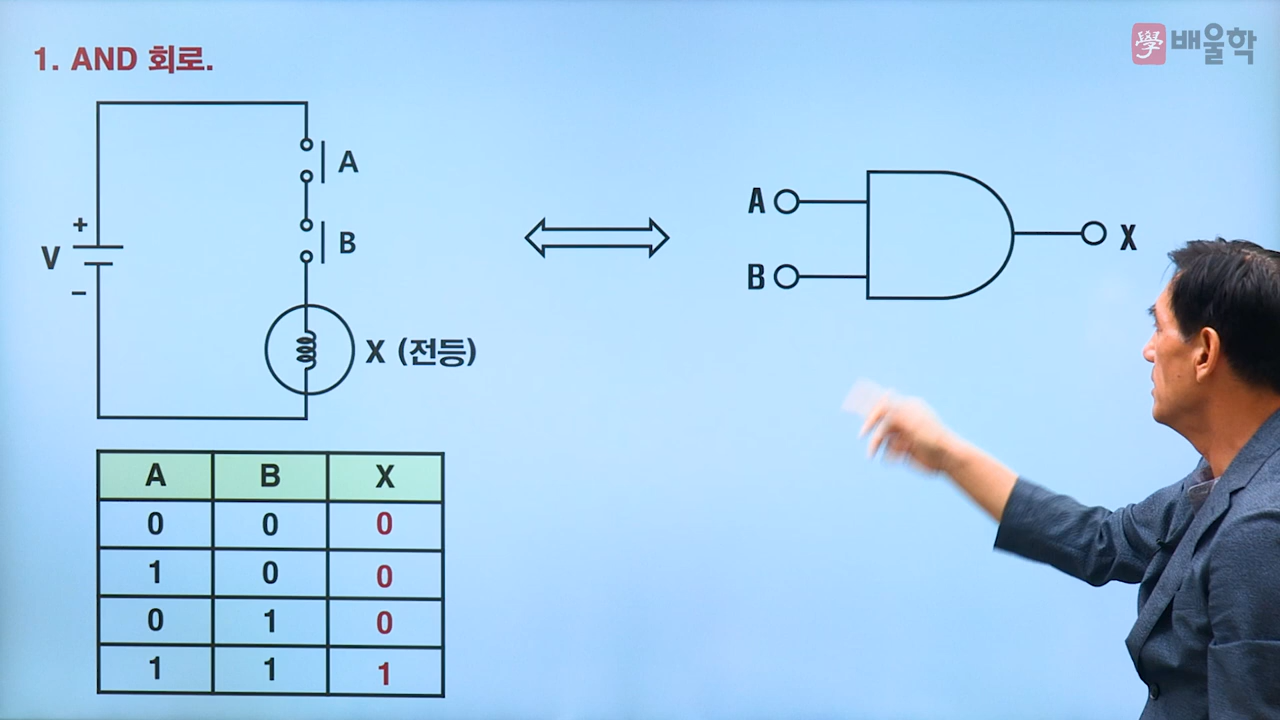 1. AND 회로.
學 배울학
A
B
+
V
−
X (전등)
A
B
X
A B X
0 0 0
1 0 0
0 1 0
1 1 1